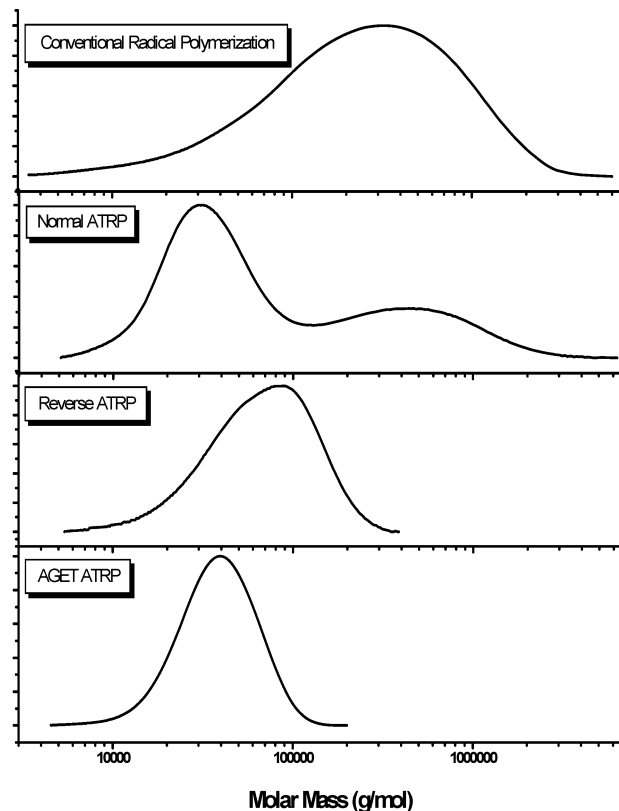 Conventional Radical Polymerization
Normal ATRP
Reverse ATRP
AGET ATRP
10000 100000 1000000
Molar Mass (g/mol)